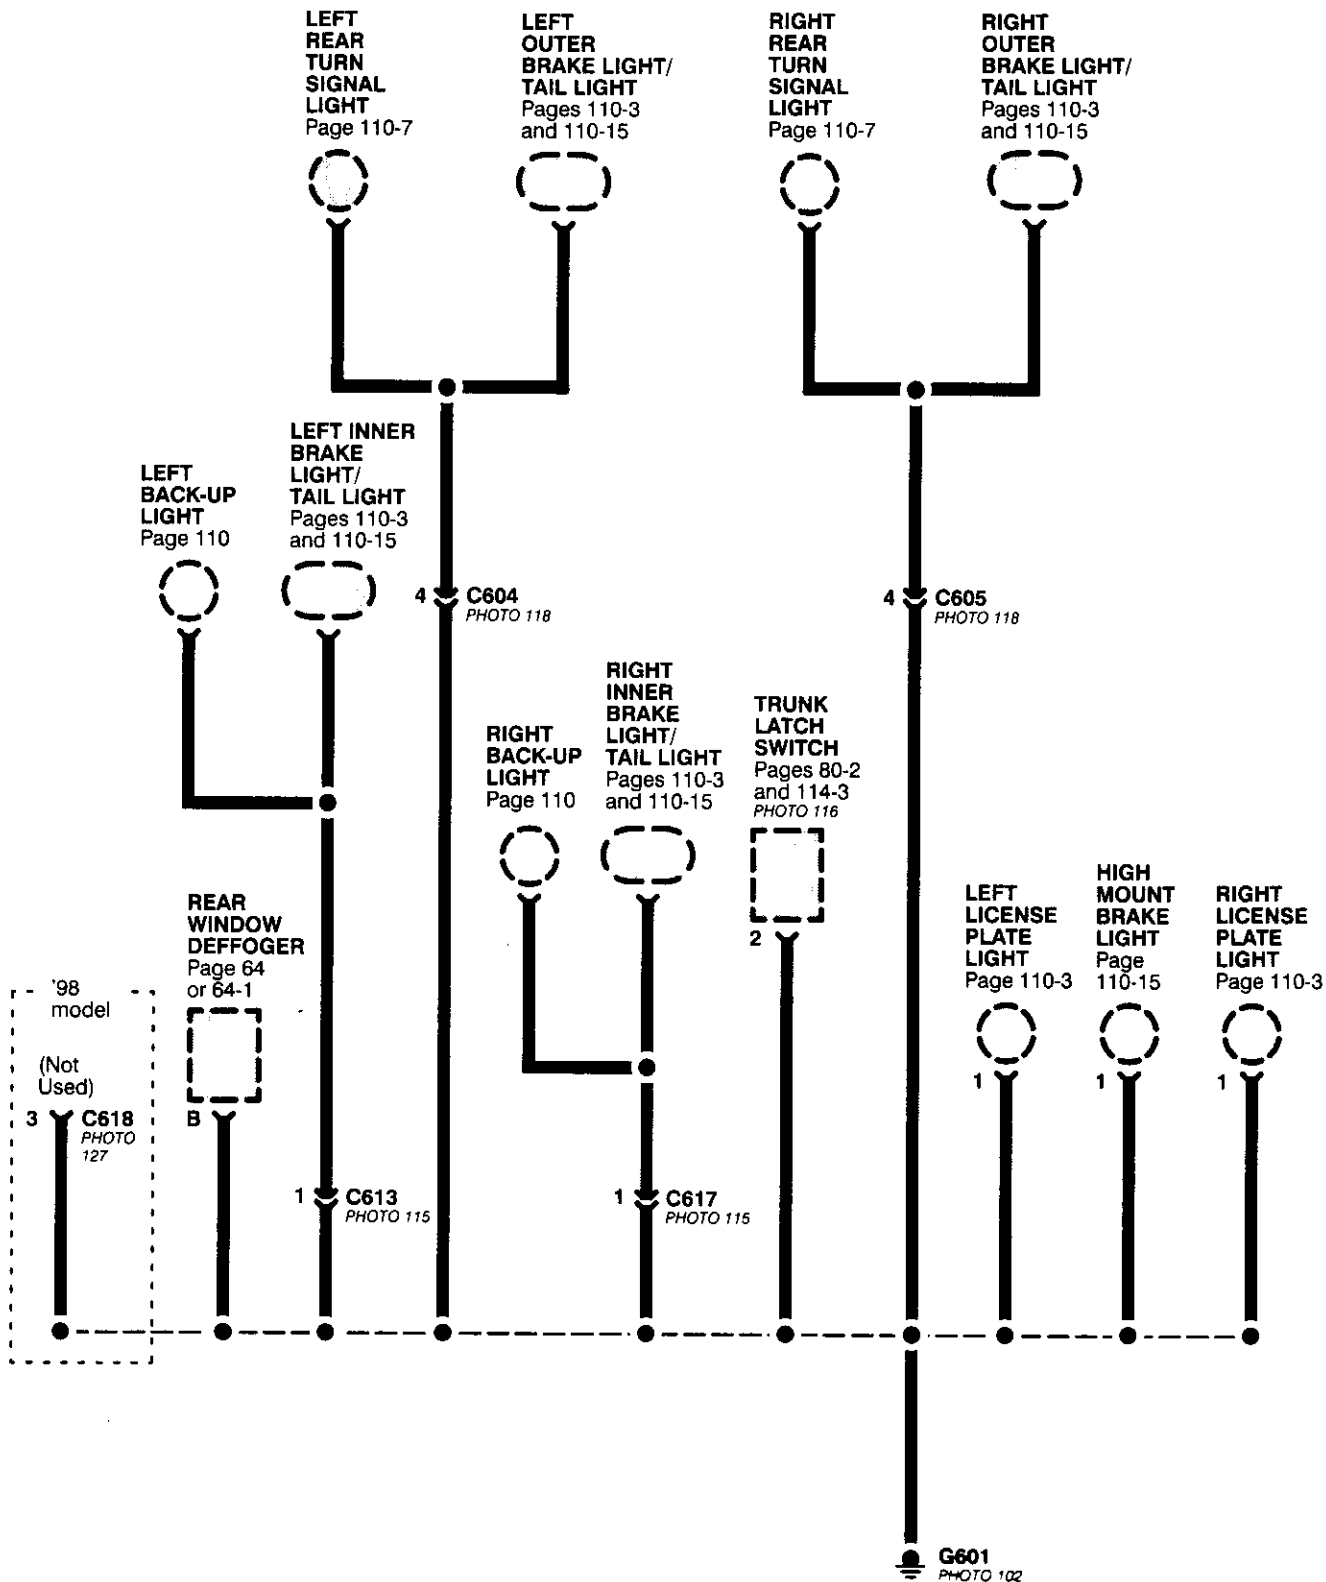 LEFT
REAR
TURN
SIGNAL
LIGHT
Page 110-7
LEFT
OUTER
BRAKE LIGHT/
TAIL LIGHT
Pages 110-3
and 110-15
RIGHT
REAR
TURN
SIGNAL
LIGHT
Page 110-7
RIGHT
OUTER
BRAKE LIGHT/
TAIL LIGHT
Pages 110-3
and 110-15
LEFT
BACK-UP
LIGHT
Page 110
LEFT INNER
BRAKE
LIGHT/
TAIL LIGHT
Pages 110-3
and 110-15
4 C604
PHOTO 118
4 C605
PHOTO 118
RIGHT
BACK-UP
LIGHT
Page 110
RIGHT
INNER
BRAKE
LIGHT/
TAIL LIGHT
Pages 110-3
and 110-15
TRUNK
LATCH
SWITCH
Pages 80-2
and 114-3
PHOTO 116
2
REAR
WINDOW
DEFFOGER
Page 64
or 64-1
B
LEFT
LICENSE
PLATE
LIGHT
Page 110-3
1
HIGH
MOUNT
BRAKE
LIGHT
Page
110-15
1
RIGHT
LICENSE
PLATE
LIGHT
Page 110-3
1
'98
model
(Not
Used)
3 C618
PHOTO
127
1 C613
PHOTO 115
1 C617
PHOTO 115
G601
PHOTO 102